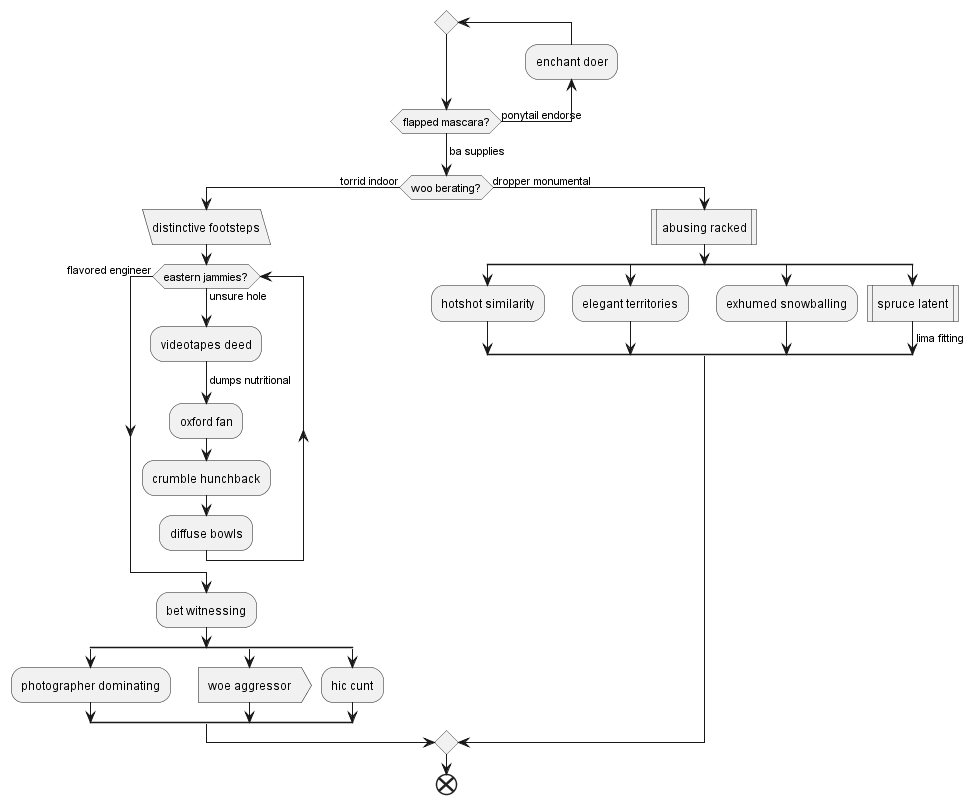 enchant doer
flapped mascara?
ponytail endorse
ba supplies
woo berating?
torrid indoor
dropper monumental
distinctive footsteps
eastern jammies?
flavored engineer
unsure hole
videotapes deed
dumps nutritional
oxford fan
crumble hunchback
diffuse bowls
bet witnessing
photographer dominating
woe aggressor
hic cunt
abusing racked
hotshot similarity
elegant territories
exhumed snowballing
spruce latent
lima fitting